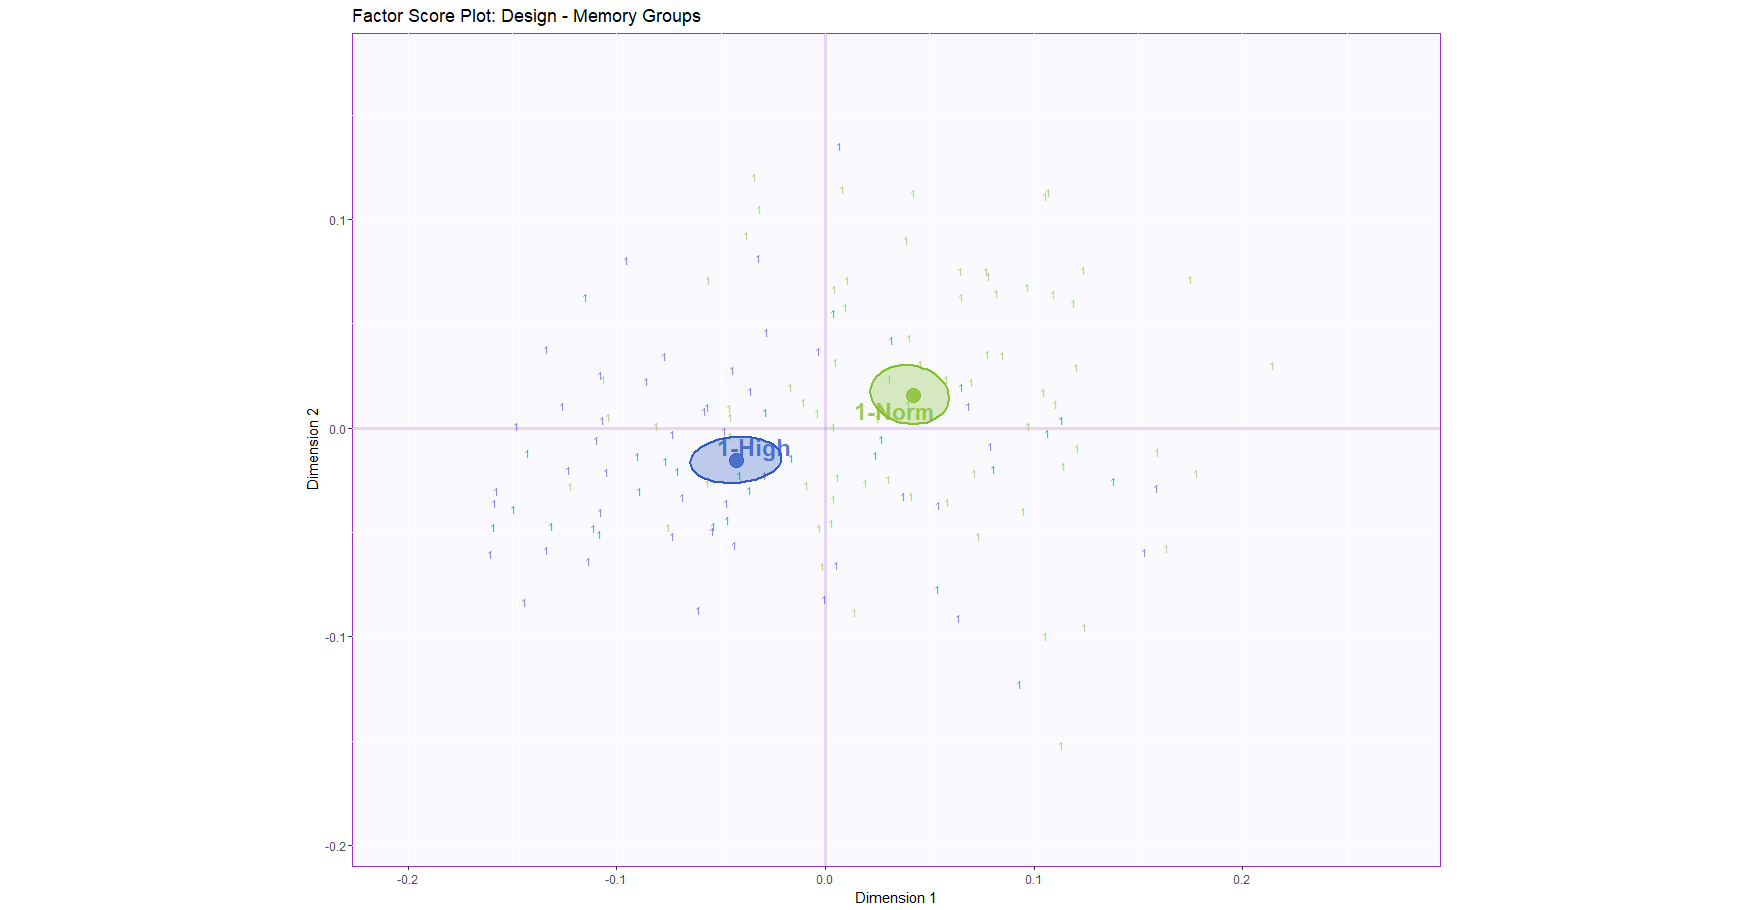 Factor Score Plot: Design - Memory Groups
0.1
0.0
-0.1
-0.2
Dimension 2
1-Norm
1-High
-0.2 -0.1 0.0 0.1 0.2
Dimension 1